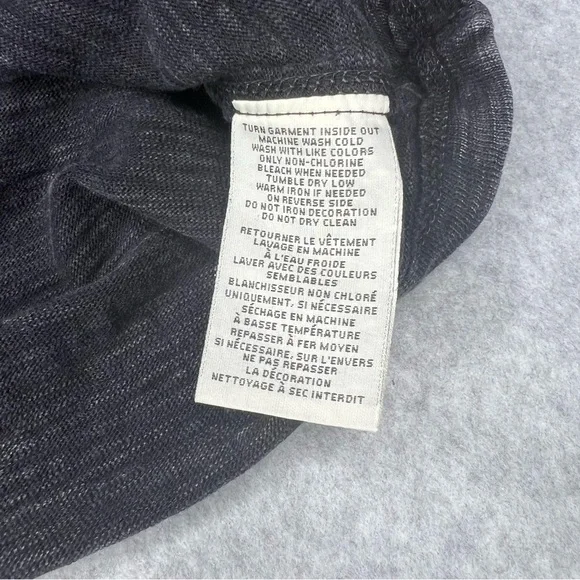 TURN GARMENT INSIDE OUT
MACHINE WASH COLD
WASH WITH LIKE COLORS
ONLY NON-CHLORINE
BLEACH WHEN NEEDED
TUMBLE DRY LOW
WARM IRON IF NEEDED
ON REVERSE SIDE
DO NOT IRON DECORATION
DO NOT DRY CLEAN
RETOURNER LE VÊTEMENT
LAVAGE EN MACHINE
À L'EAU FROIDE
LAVER AVEC DES COULEURS
SEMBLABLES
BLANCHISSEUR NON CHLORÉ
UNIQUEMENT, SI NÉCESSAIRE
SÉCHAGE EN MACHINE
À BASSE TEMPÉRATURE
REPASSER À FER MOYEN
SI NÉCESSAIRE, SUR L'ENVERS
NE PAS REPASSER
LA DÉCORATION
NETTOYAGE À SEC INTERDIT